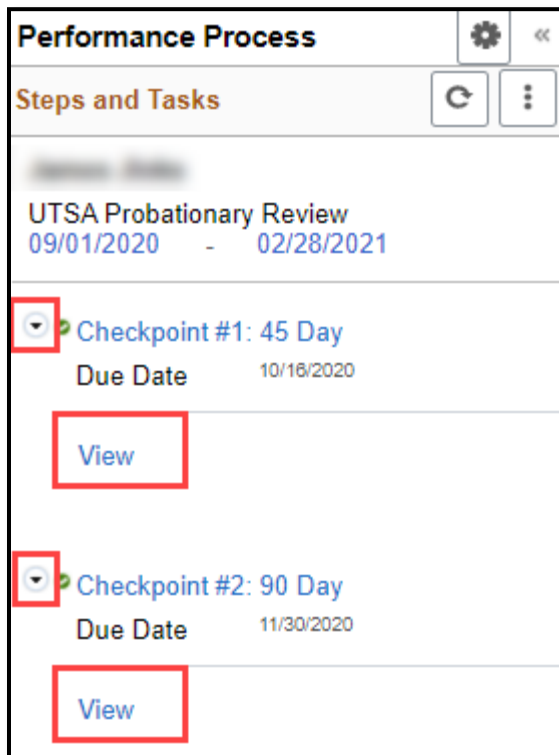 Performance Process «
Steps and Tasks
UTSA Probationary Review
09/01/2020 - 02/28/2021
Checkpoint #1: 45 Day
Due Date 10/16/2020
View
Checkpoint #2: 90 Day
Due Date 11/30/2020
View